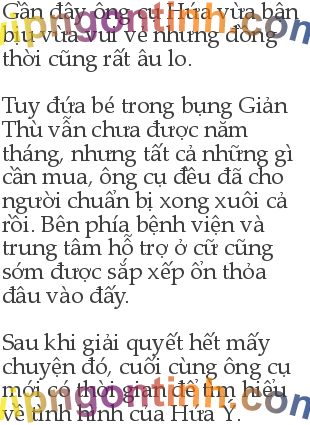 Gần đây ông cụ Hứa vừa bận
bịu vừa vui vẻ nhưng đồng
thời cũng rất âu lo.
Tuy đứa bé trong bụng Giản
Thù vẫn chưa được năm
tháng, nhưng tất cả những gì
cần mua, ông cụ đều đã cho
người chuẩn bị xong xuôi cả
rồi. Bên phía bệnh viện và
trung tâm hỗ trợ ở cữ cũng
sớm được sắp xếp ổn thỏa
đâu vào đấy.
Sau khi giải quyết hết mấy
chuyện đó, cuối cùng ông cụ
mới có thời gian để tìm hiểu
về tình hình của Hứa Ý.
vipngontinh.com
vipngontinh.com